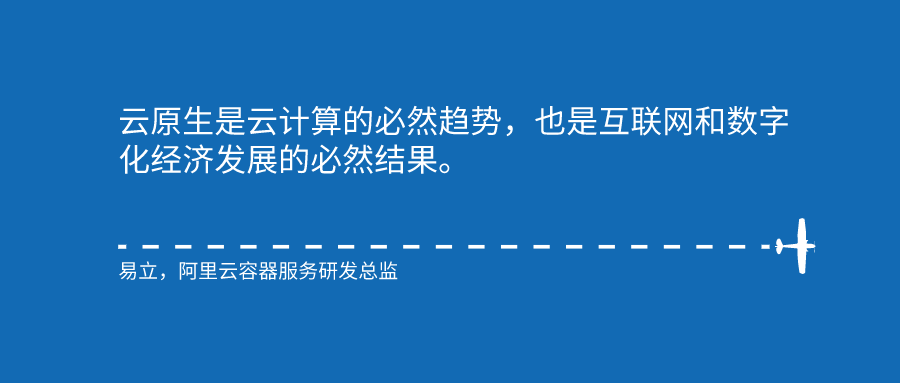 云原生是云计算的必然趋势，也是互联网和数字
化经济发展的必然结果。
易立，阿里云容器服务研发总监